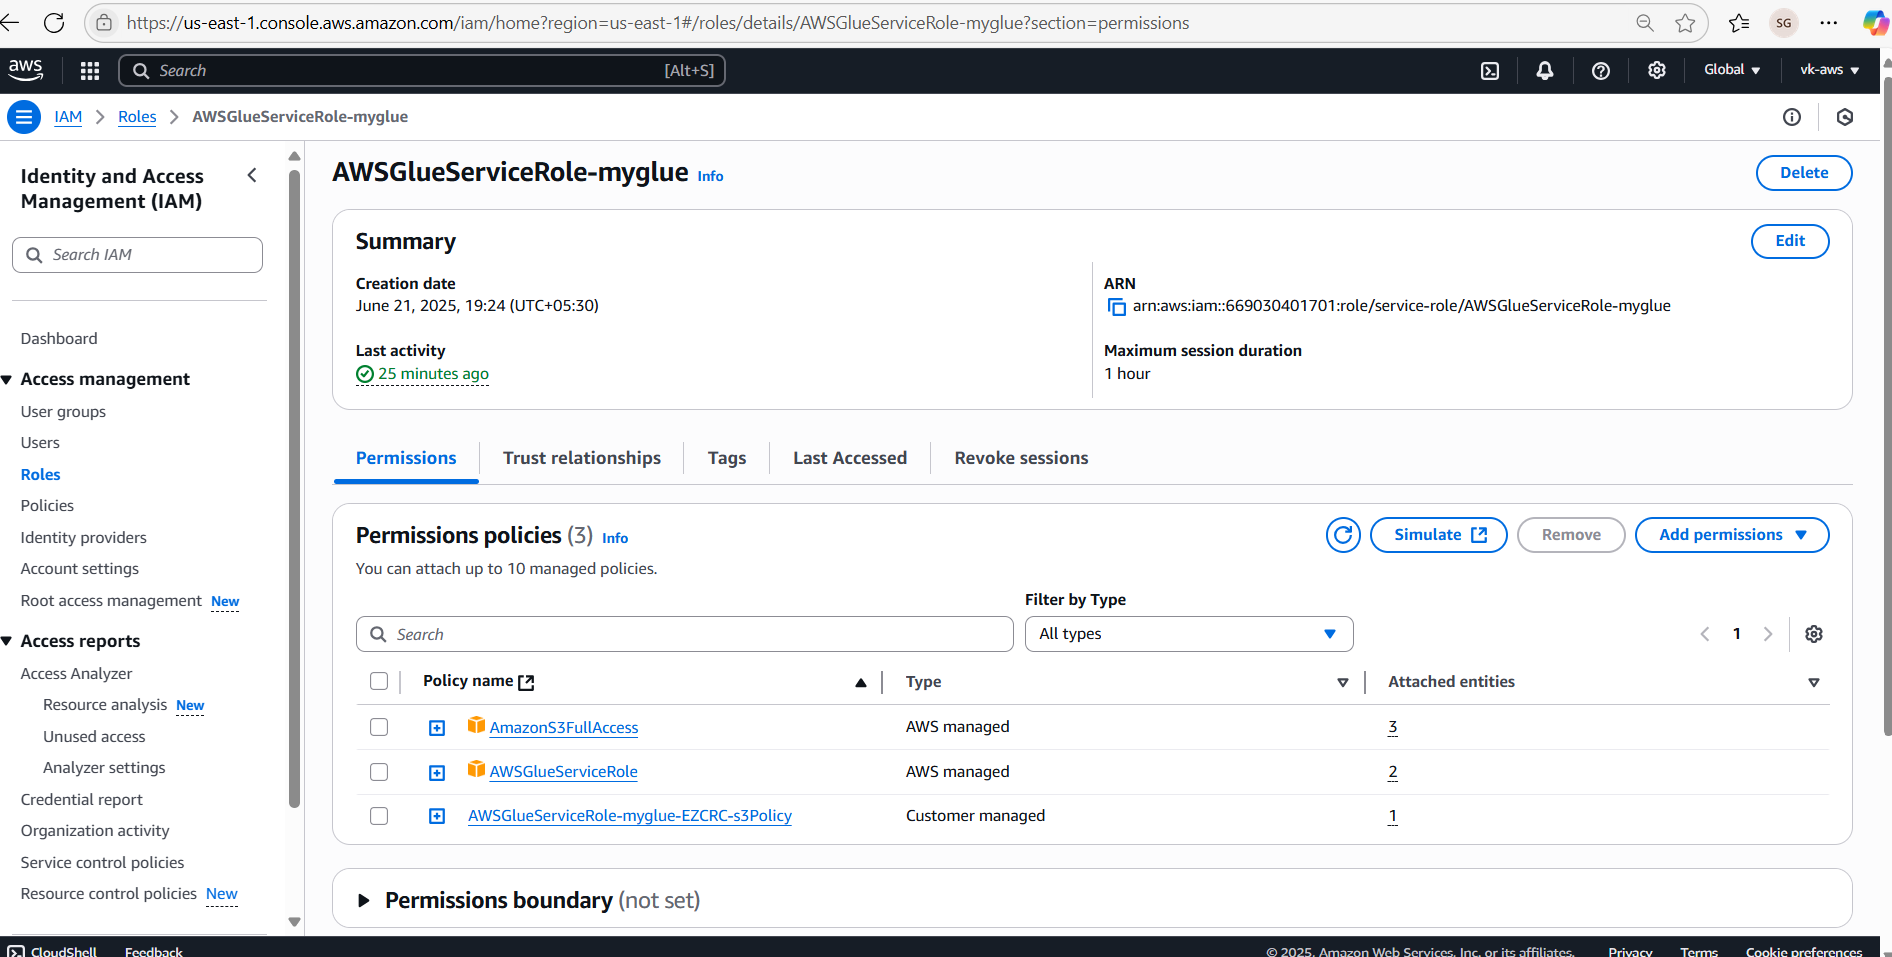 https://us-east-1.console.aws.amazon.com/iam/home?region=us-east-1#/roles/details/AWSGlueServiceRole-myglue?section=permissions
SG
aws
Search
[Alt+S]
Global
vk-aws
IAM
Roles
AWSGlueServiceRole-myglue
Identity and Access
Management (IAM)
Search IAM
Dashboard
Access management
User groups
Users
Roles
Policies
Identity providers
Account settings
Root access management New
Access reports
Access Analyzer
Resource analysis New
Unused access
Analyzer settings
Credential report
Organization activity
Service control policies
Resource control policies New
AWSGlueServiceRole-myglue Info
Delete
Summary
Edit
Creation date
June 21, 2025, 19:24 (UTC+05:30)
ARN
arn:aws:iam::669030401701:role/service-role/AWSGlueServiceRole-myglue
Last activity
25 minutes ago
Maximum session duration
1 hour
Permissions
Trust relationships
Tags
Last Accessed
Revoke sessions
Permissions policies (3) Info
Simulate
Remove
Add permissions
You can attach up to 10 managed policies.
Filter by Type
Search
All types
1
Policy name
Type
Attached entities
AmazonS3FullAccess
AWS managed
3
AWSGlueServiceRole
AWS managed
2
AWSGlueServiceRole-myglue-EZCRC-s3Policy
Customer managed
1
Permissions boundary (not set)
CloudShell
Feedback
© 2025, Amazon Web Services, Inc. or its affiliates.
Privacy
Terms
Cookie preferences